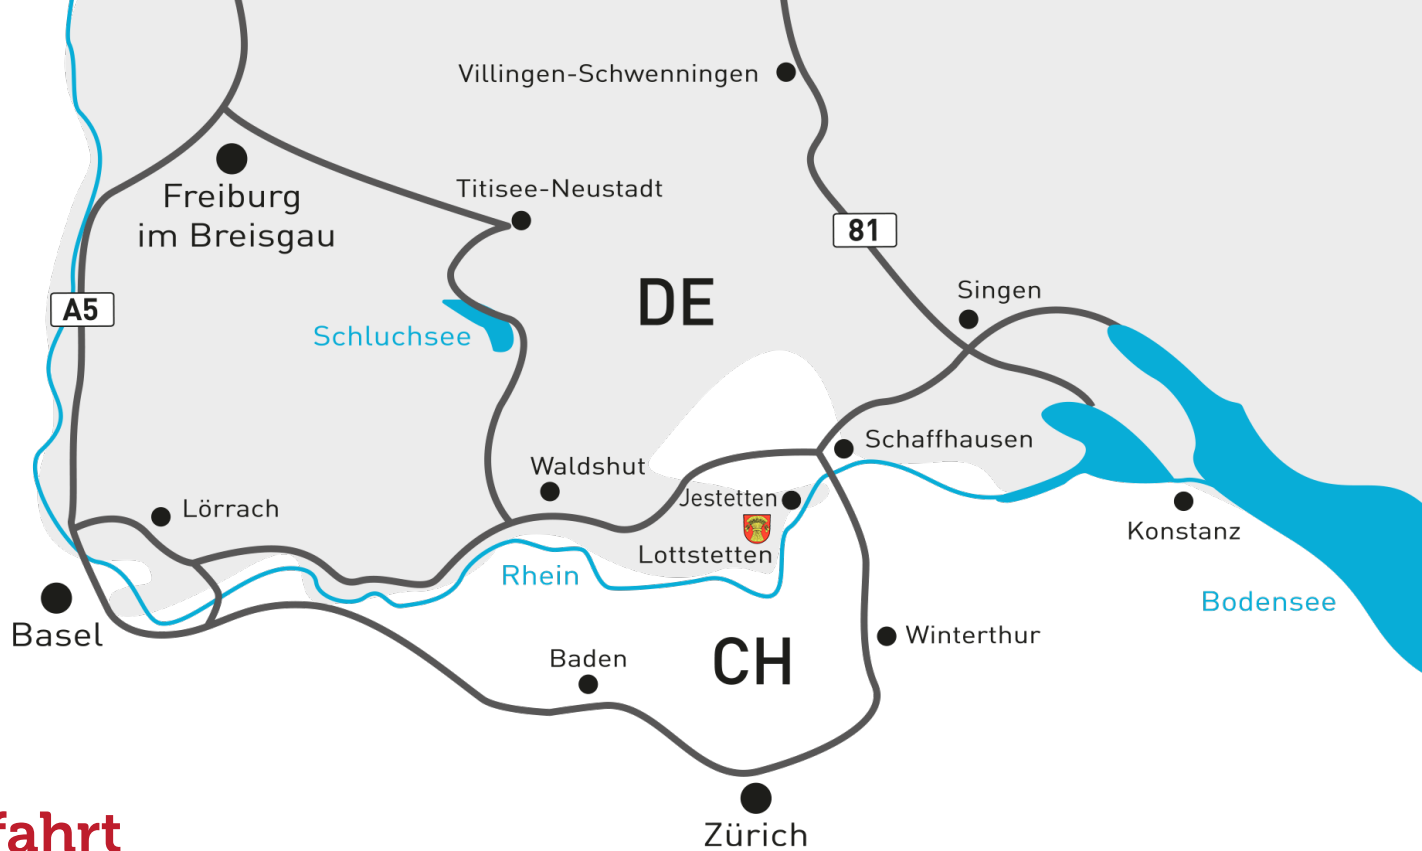 Villingen-Schwenningen
Freiburg
im Breisgau
Titisee-Neustadt
81
DE
Singen
A5
Schluchsee
Schaffhausen
Waldshut
Jestetten
Lörrach
Konstanz
Lottstetten
Rhein
Bodensee
Basel
Winterthur
Baden
CH
fahrt
Zürich